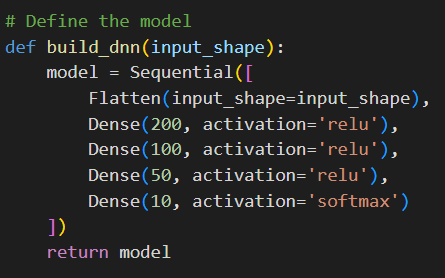 # Define the model
def build_dnn(input_shape):
    model = Sequential([
        Flatten(input_shape=input_shape),
        Dense(200, activation='relu'),
        Dense(100, activation='relu'),
        Dense(50, activation='relu'),
        Dense(10, activation='softmax')
    ])
    return model